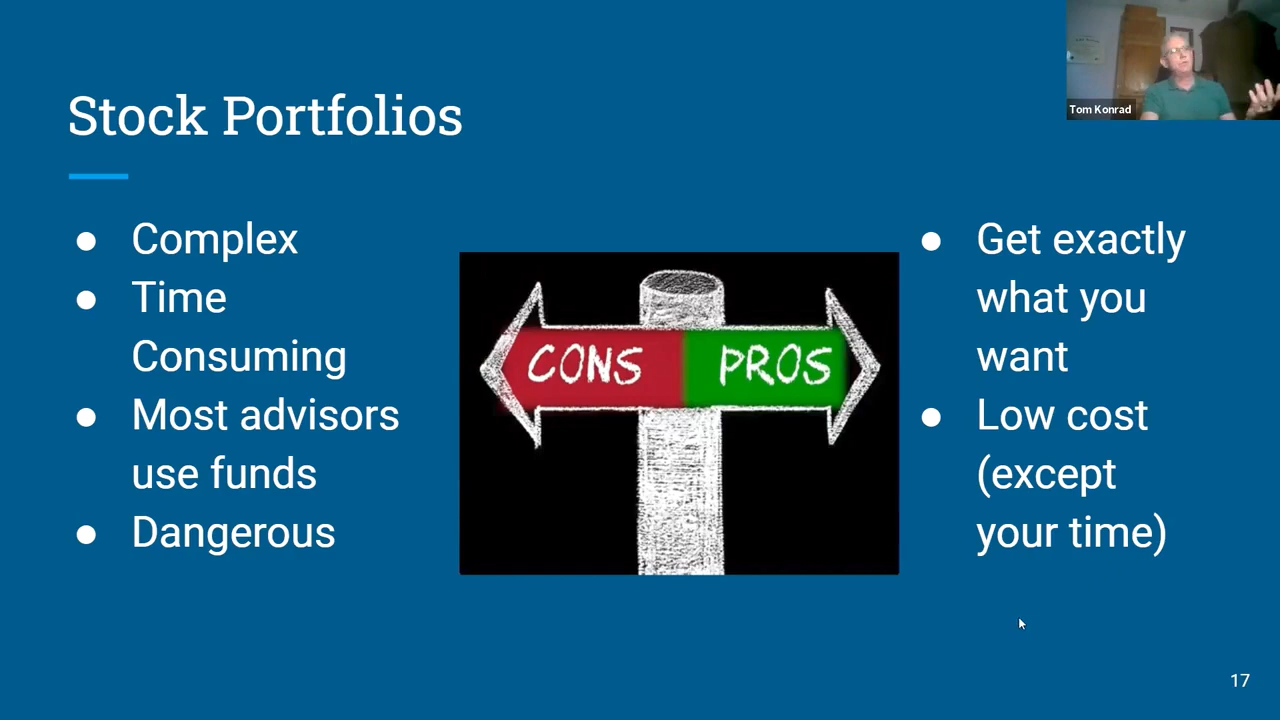 Tom Konrad
Stock Portfolios
● Complex
● Time
Consuming
● Most advisors
use funds
● Dangerous
CONS PROS
● Get exactly
what you
want
● Low cost
(except
your time)
17